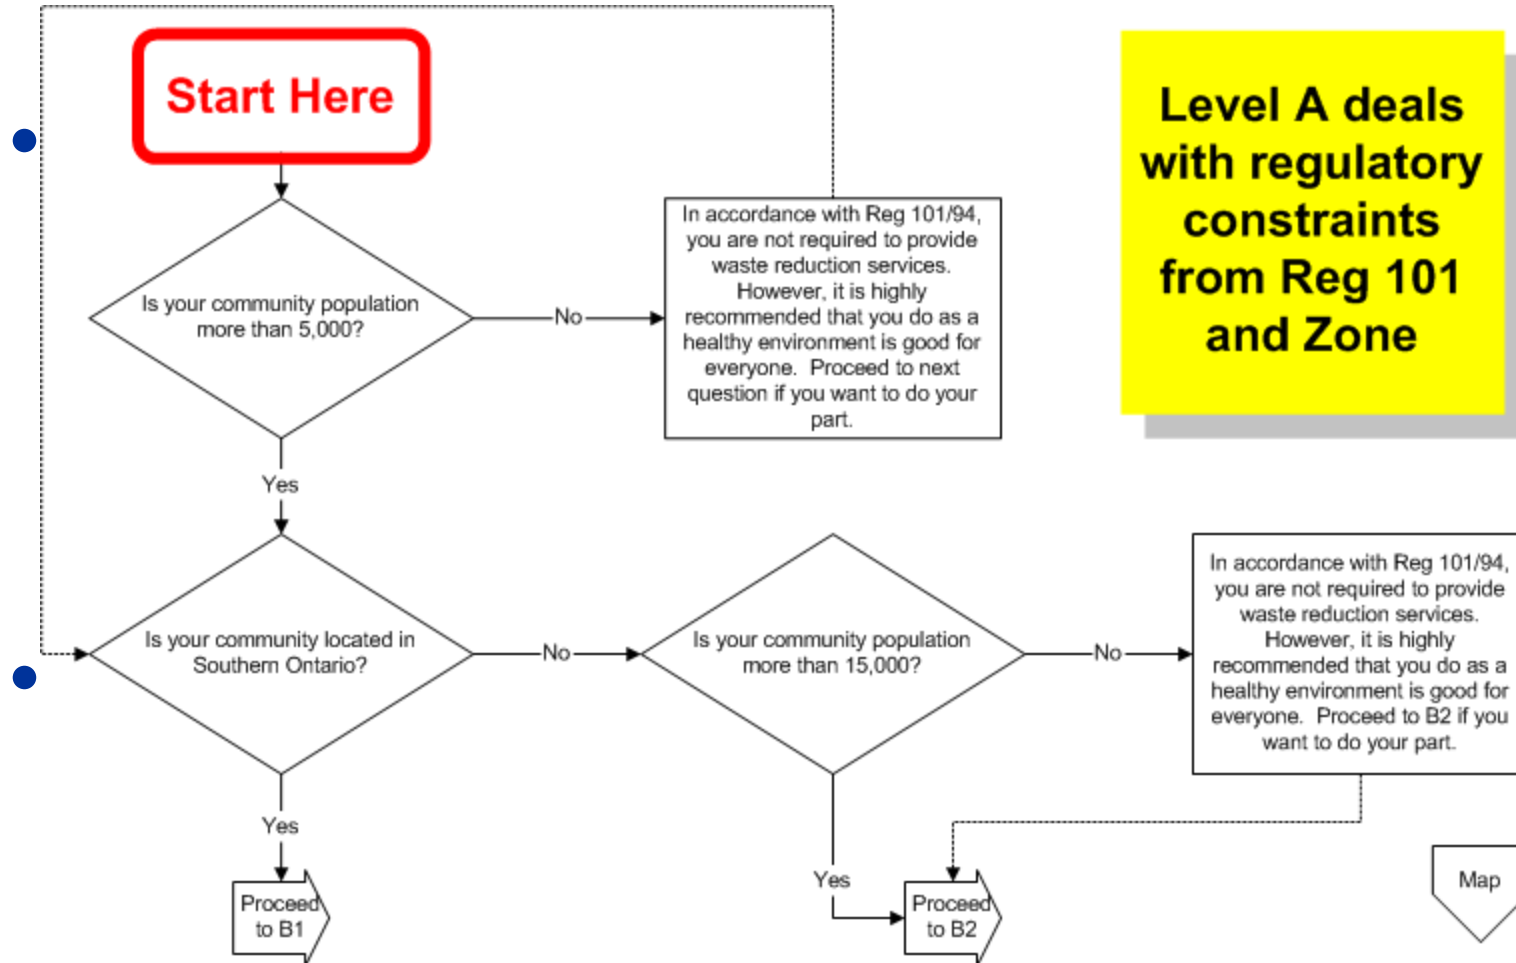 Start Here
Level A deals
with regulatory
constraints
from Reg 101
and Zone
Is your community population
more than 5,000?
No
In accordance with Reg 101/94,
you are not required to provide
waste reduction services.
However, it is highly
recommended that you do as a
healthy environment is good for
everyone.  Proceed to next
question if you want to do your
part.
Yes
Is your community located in
Southern Ontario?
No
Is your community population
more than 15,000?
No
In accordance with Reg 101/94,
you are not required to provide
waste reduction services.
However, it is highly
recommended that you do as a
healthy environment is good for
everyone.  Proceed to B2 if you
want to do your part.
Yes
Proceed
to B1
Yes
Proceed
to B2
Map